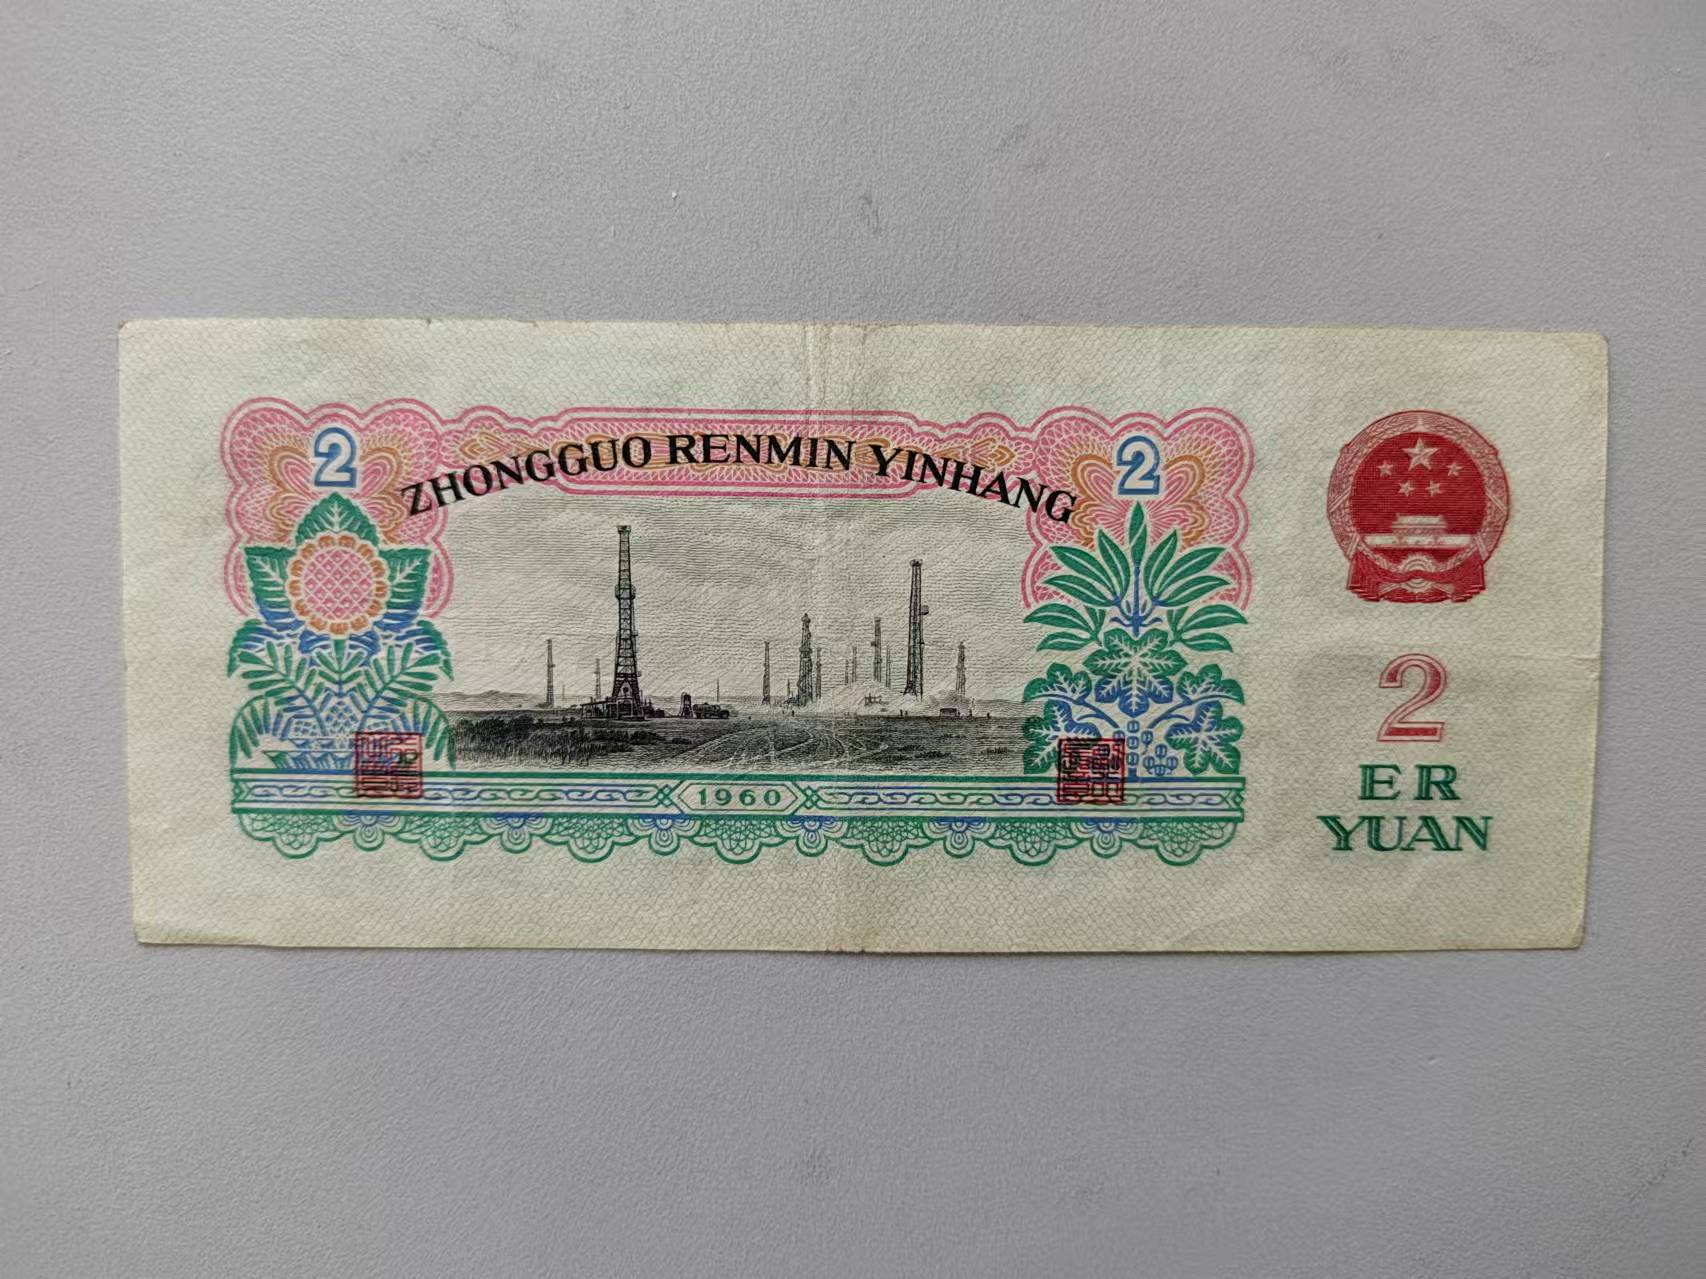 2
2
ZHONGGUO RENMIN YINHANG
1960
2
ER
YUAN